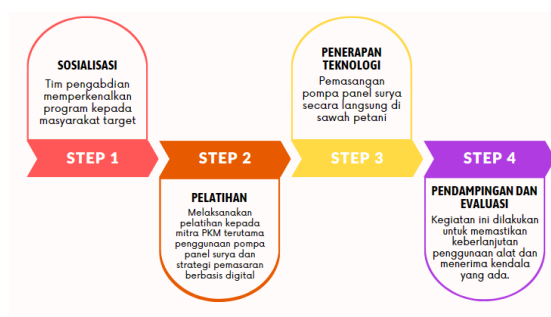 SOSIALISASI
Tim pengabdian
memperkenalkan
program kepada
masyarakat target
STEP 1
STEP 2
PELATIHAN
Melaksanakan
pelatihan kepada
mitra PKM terutama
penggunaan pompa
panel surya dan
strategi pemasaran
berbasis digital
PENERAPAN
TEKNOLOGI
Pemasangan
pompa panel surya
secara langsung di
sawah petani
STEP 3
STEP 4
PENDAMPINGAN DAN
EVALUASI
Kegiatan ini dilakukan
untuk memastikan
keberlanjutan
penggunaan alat dan
menerima kendala
yang ada.